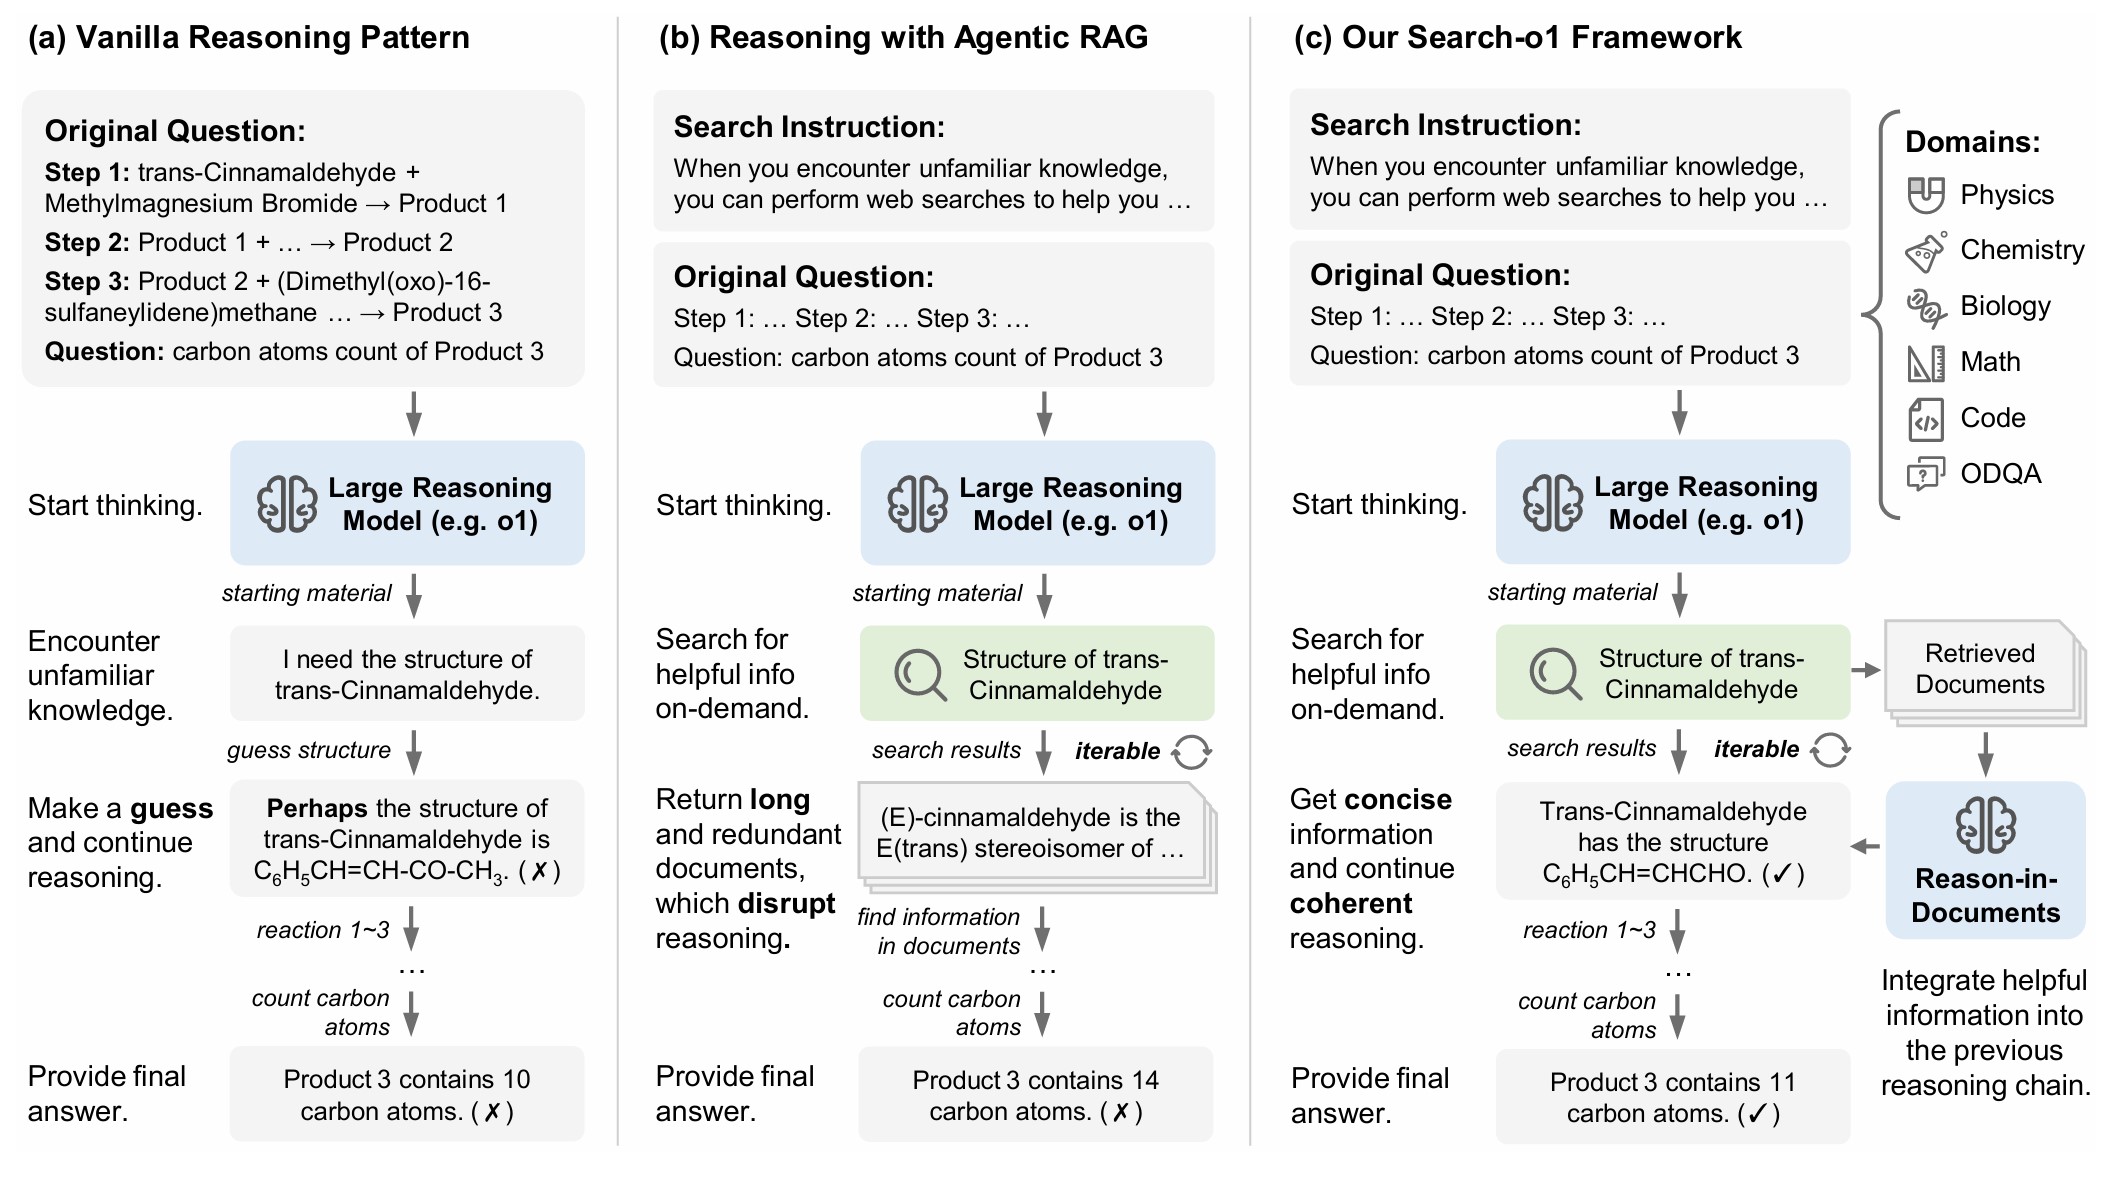 (a) Vanilla Reasoning Pattern
Original Question:
Step 1: trans-Cinnamaldehyde +
Methylmagnesium Bromide → Product 1
Step 2: Product 1 + … → Product 2
Step 3: Product 2 + (Dimethyl(oxo)-16-
sulfaneylidene)methane … → Product 3
Question: carbon atoms count of Product 3
Start thinking.
Large Reasoning
Model (e.g. o1)
starting material
Encounter
unfamiliar
knowledge.
I need the structure of
trans-Cinnamaldehyde.
guess structure
Make a guess
and continue
reasoning.
Perhaps the structure of
trans-Cinnamaldehyde is
C₆H₅CH=CH-CO-CH₃. (✗)
reaction 1~3
…
count carbon
atoms
Provide final
answer.
Product 3 contains 10
carbon atoms. (✗)
(b) Reasoning with Agentic RAG
Search Instruction:
When you encounter unfamiliar knowledge,
you can perform web searches to help you …
Original Question:
Step 1: … Step 2: … Step 3: …
Question: carbon atoms count of Product 3
Start thinking.
Large Reasoning
Model (e.g. o1)
starting material
Search for
helpful info
on-demand.
Structure of trans-
Cinnamaldehyde
search results
iterable
Return long
and redundant
documents,
which disrupt
reasoning.
(E)-cinnamaldehyde is the
E(trans) stereoisomer of …
find information
in documents
…
count carbon
atoms
Provide final
answer.
Product 3 contains 14
carbon atoms. (✗)
(c) Our Search-o1 Framework
Search Instruction:
When you encounter unfamiliar knowledge,
you can perform web searches to help you …
Original Question:
Step 1: … Step 2: … Step 3: …
Question: carbon atoms count of Product 3
Domains:
Physics
Chemistry
Biology
Math
Code
ODQA
Start thinking.
Large Reasoning
Model (e.g. o1)
starting material
Search for
helpful info
on-demand.
Structure of trans-
Cinnamaldehyde
Retrieved
Documents
search results
iterable
Get concise
information
and continue
coherent
reasoning.
Trans-Cinnamaldehyde
has the structure
C₆H₅CH=CHCHO. (✓)
Reason-in-
Documents
Integrate helpful
information into
the previous
reasoning chain.
reaction 1~3
…
count carbon
atoms
Provide final
answer.
Product 3 contains 11
carbon atoms. (✓)